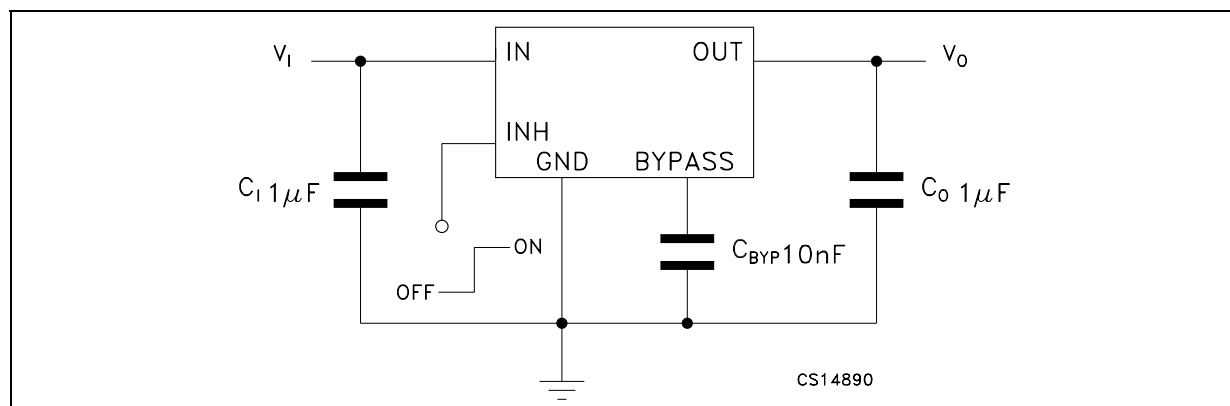 V_I IN OUT V_O
INH
GND BYPASS
C_I 1μF C_O 1μF
C_BYP 10nF
ON
OFF
CS14890